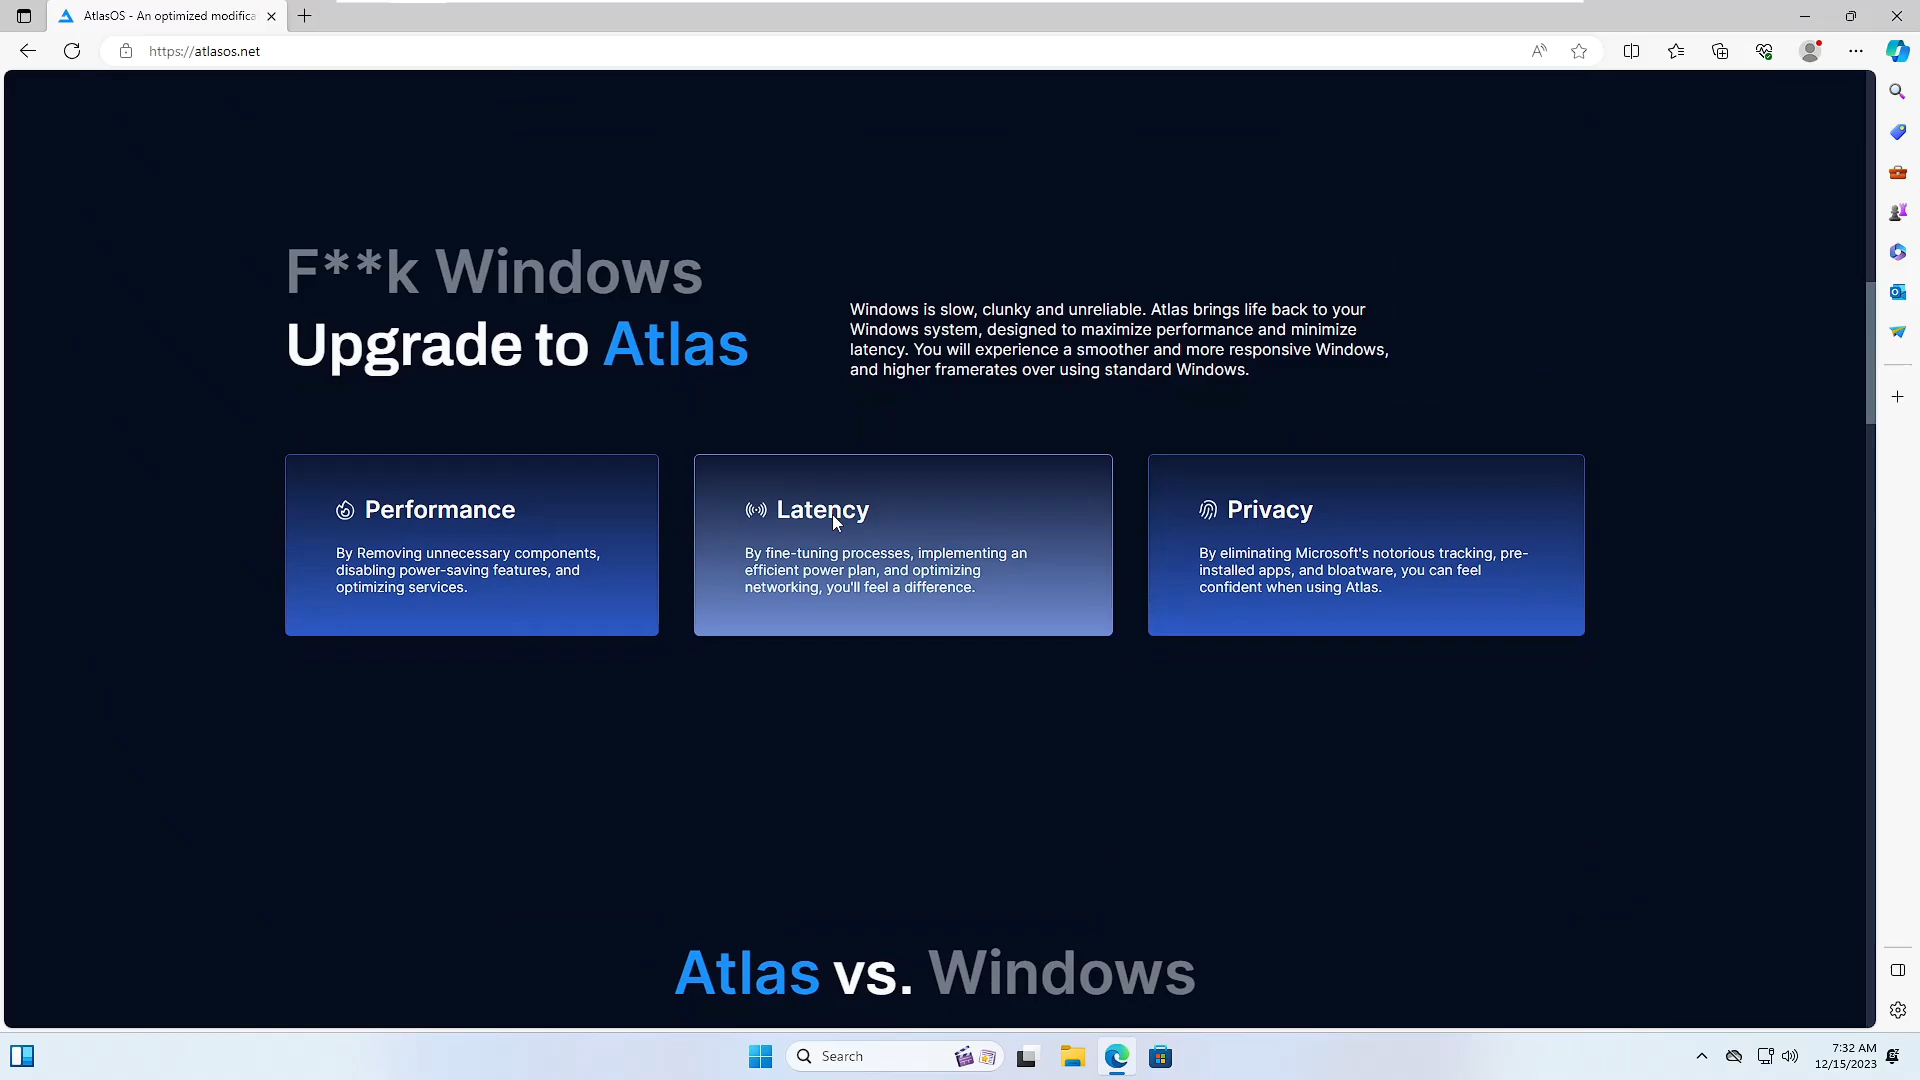 AtlasOS - An optimized modifica
https://atlasos.net
F**k Windows
Upgrade to Atlas
Windows is slow, clunky and unreliable. Atlas brings life back to your
Windows system, designed to maximize performance and minimize
latency. You will experience a smoother and more responsive Windows,
and higher framerates over using standard Windows.
Performance
By Removing unnecessary components,
disabling power-saving features, and
optimizing services.
Latency
By fine-tuning processes, implementing an
efficient power plan, and optimizing
networking, you'll feel a difference.
Privacy
By eliminating Microsoft's notorious tracking, pre-
installed apps, and bloatware, you can feel
confident when using Atlas.
Atlas vs. Windows
Search
7:32 AM
12/15/2023